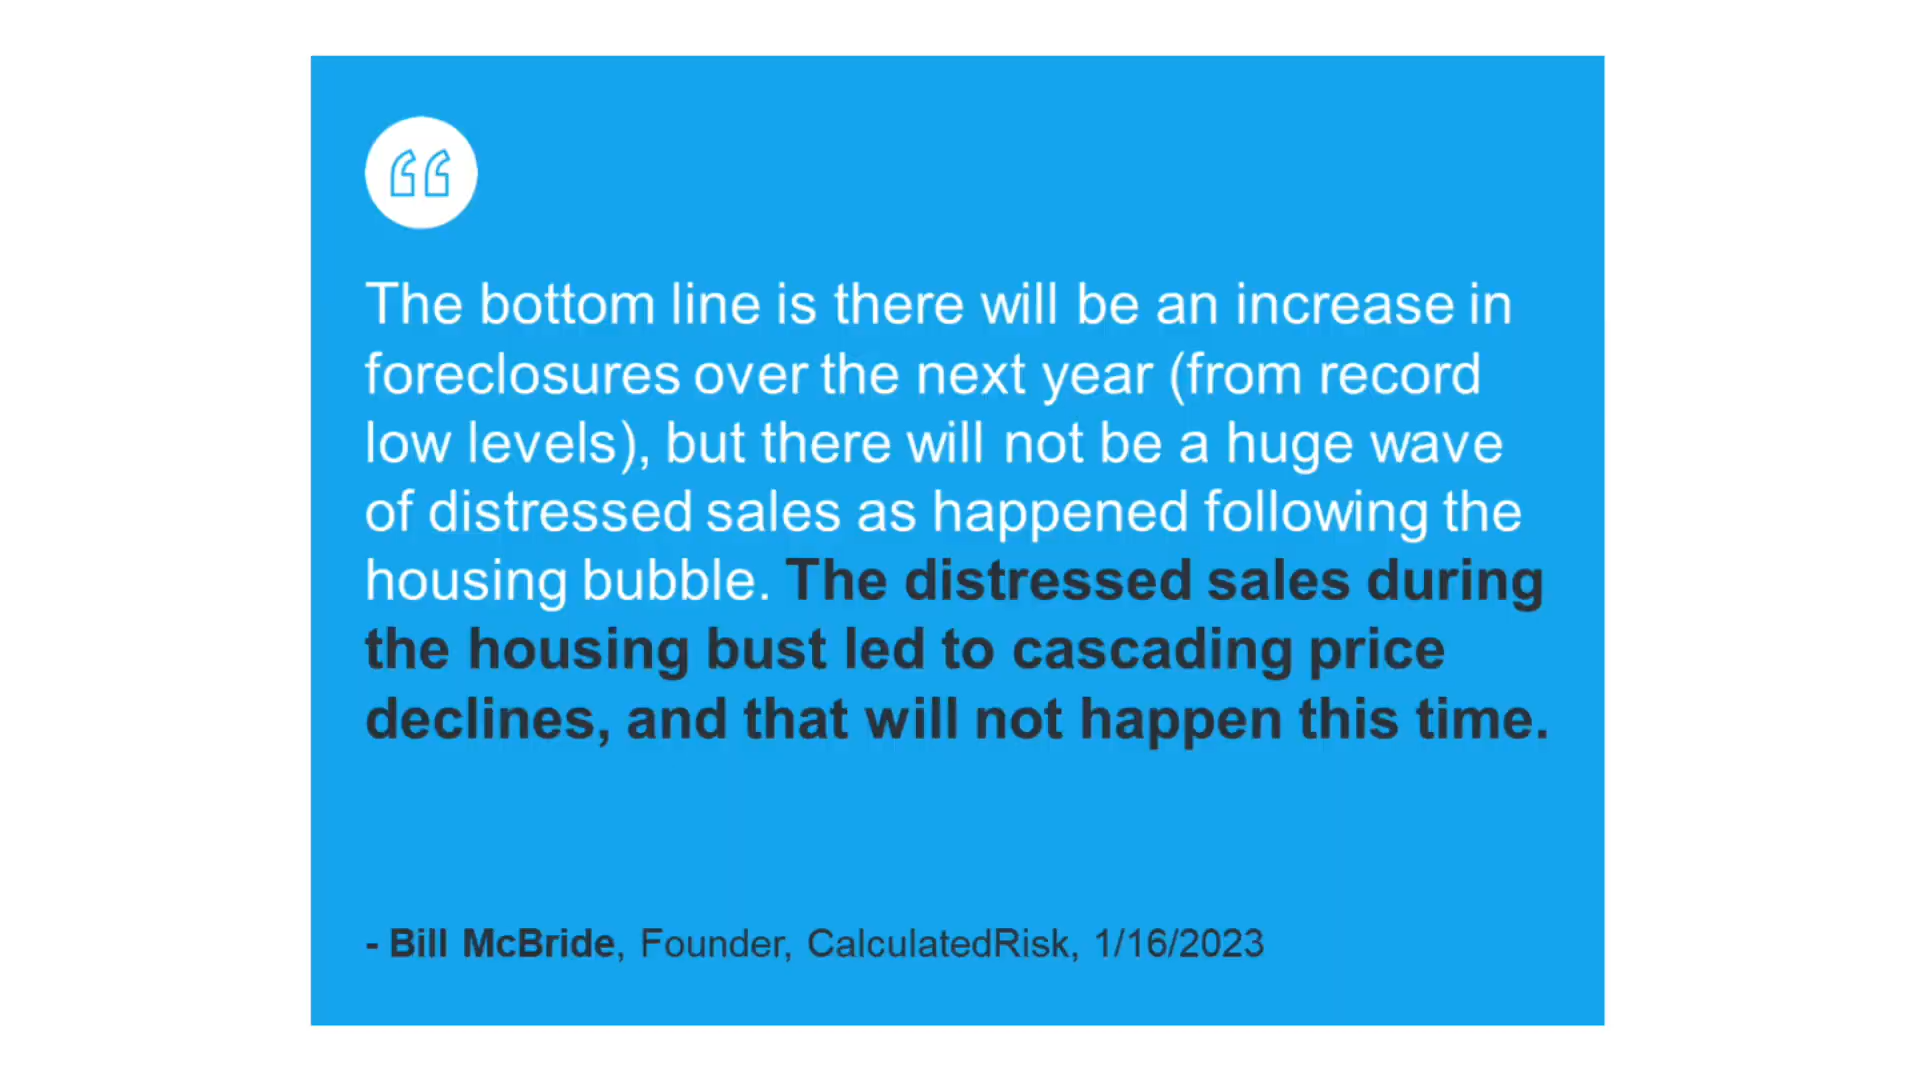 “
The bottom line is there will be an increase in
foreclosures over the next year (from record
low levels), but there will not be a huge wave
of distressed sales as happened following the
housing bubble. The distressed sales during
the housing bust led to cascading price
declines, and that will not happen this time.
- Bill McBride, Founder, CalculatedRisk, 1/16/2023